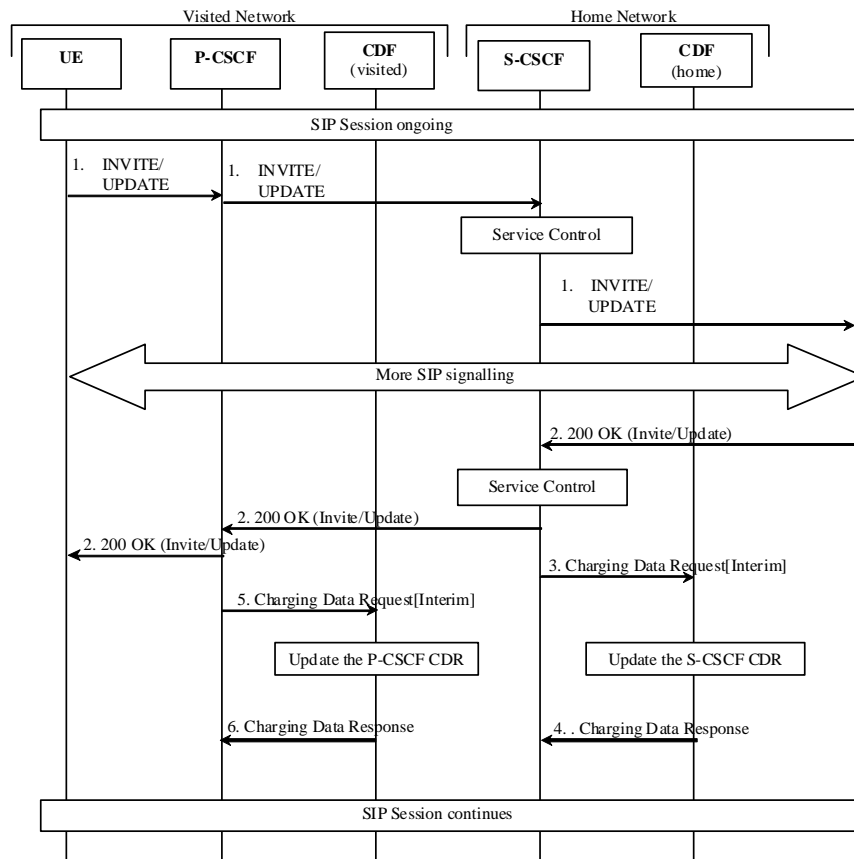 Visited Network
Home Network
UE
P-CSCF
CDF
(visited)
S-CSCF
CDF
(home)
SIP Session ongoing
1. INVITE/
UPDATE
1. INVITE/
UPDATE
Service Control
1. INVITE/
UPDATE
More SIP signalling
2. 200 OK (Invite/Update)
Service Control
2. 200 OK (Invite/Update)
2. 200 OK (Invite/Update)
3. Charging Data Request[Interim]
5. Charging Data Request[Interim]
Update the P-CSCF CDR
Update the S-CSCF CDR
6. Charging Data Response
4. . Charging Data Response
SIP Session continues